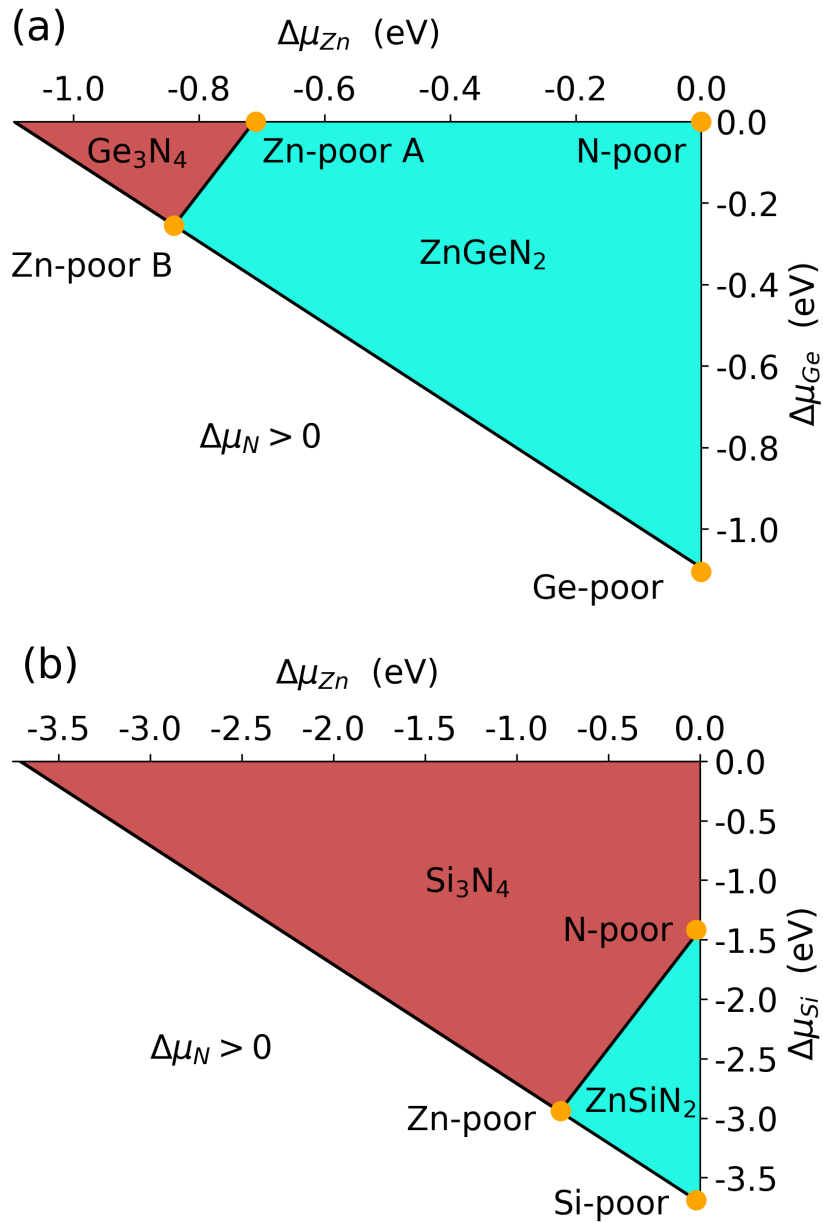 (a)
Δμ_Zn (eV)
-1.0 -0.8 -0.6 -0.4 -0.2 0.0
0.0
Ge₃N₄
Zn-poor A
N-poor
-0.2
ZnGeN₂
Zn-poor B
-0.4
Δμ_Ge (eV)
-0.6
Δμ_N > 0
-0.8
-1.0
Ge-poor
(b)
Δμ_Zn (eV)
-3.5 -3.0 -2.5 -2.0 -1.5 -1.0 -0.5 0.0
0.0
-0.5
Si₃N₄
-1.0
N-poor
-1.5
Δμ_Si (eV)
-2.0
Δμ_N > 0
-2.5
ZnSiN₂
Zn-poor
-3.0
-3.5
Si-poor